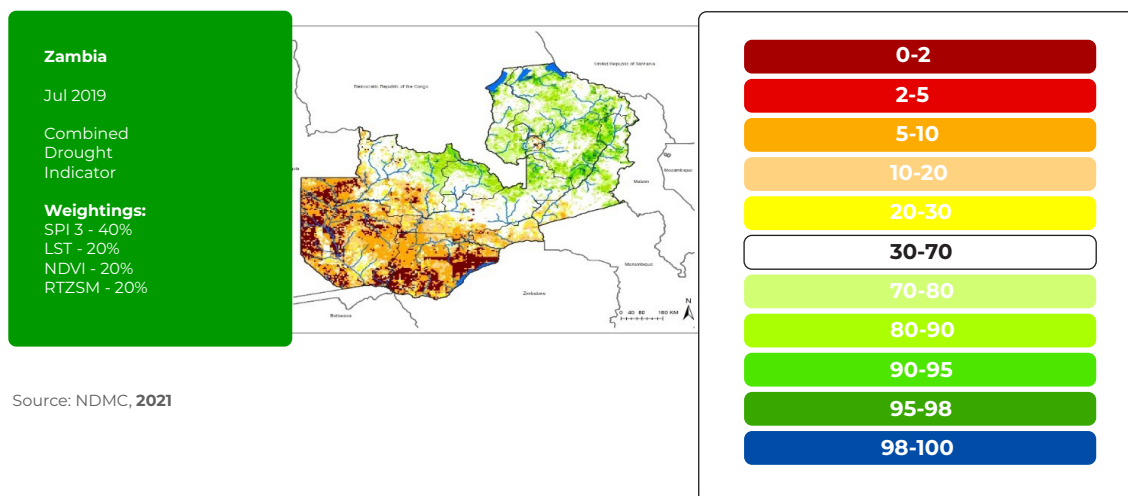 Zambia
Jul 2019
Combined
Drought
Indicator
Weightings:
SPI 3 - 40%
LST - 20%
NDVI - 20%
RTZSM - 20%
United Republic of Tanzania
Democratic Republic of the Congo
Malawi
Mozambique
Mozambique
Zimbabwe
Botswana
N
0 40 80 160 KM
0-2
2-5
5-10
10-20
20-30
30-70
70-80
80-90
90-95
95-98
98-100
Source: NDMC, 2021